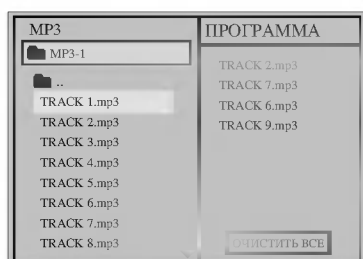 MP3
MP3-1
..
TRACK 1.mp3
TRACK 2.mp3
TRACK 3.mp3
TRACK 4.mp3
TRACK 5.mp3
TRACK 6.mp3
TRACK 7.mp3
TRACK 8.mp3
ПРОГРАММА
TRACK 2.mp3
TRACK 7.mp3
TRACK 6.mp3
TRACK 9.mp3
ОЧИСТИТЬ ВСЕ